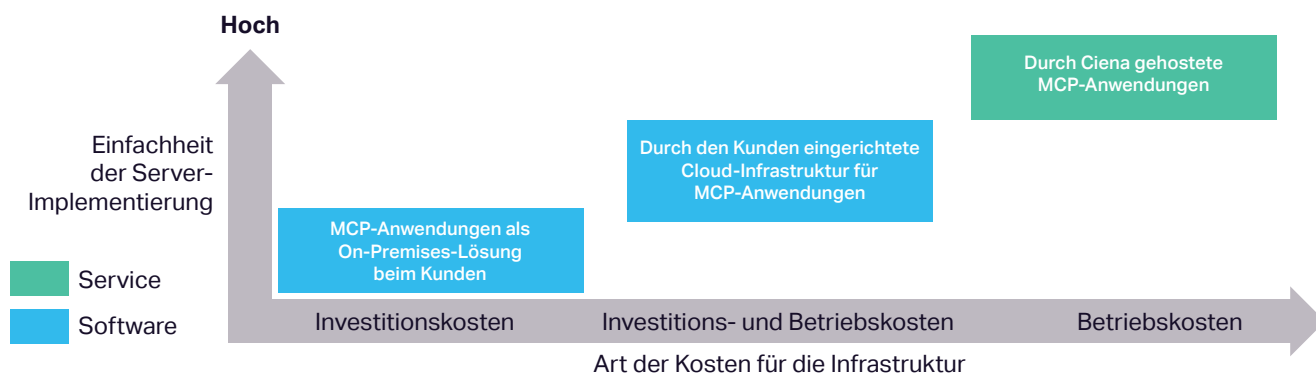 Hoch
Durch Ciena gehostete
MCP-Anwendungen
Einfachheit
der Server-
Implementierung
Durch den Kunden eingerichtete
Cloud-Infrastruktur für
MCP-Anwendungen
MCP-Anwendungen als
On-Premises-Lösung
beim Kunden
Service
Software
Investitionskosten
Investitions- und Betriebskosten
Betriebskosten
Art der Kosten für die Infrastruktur